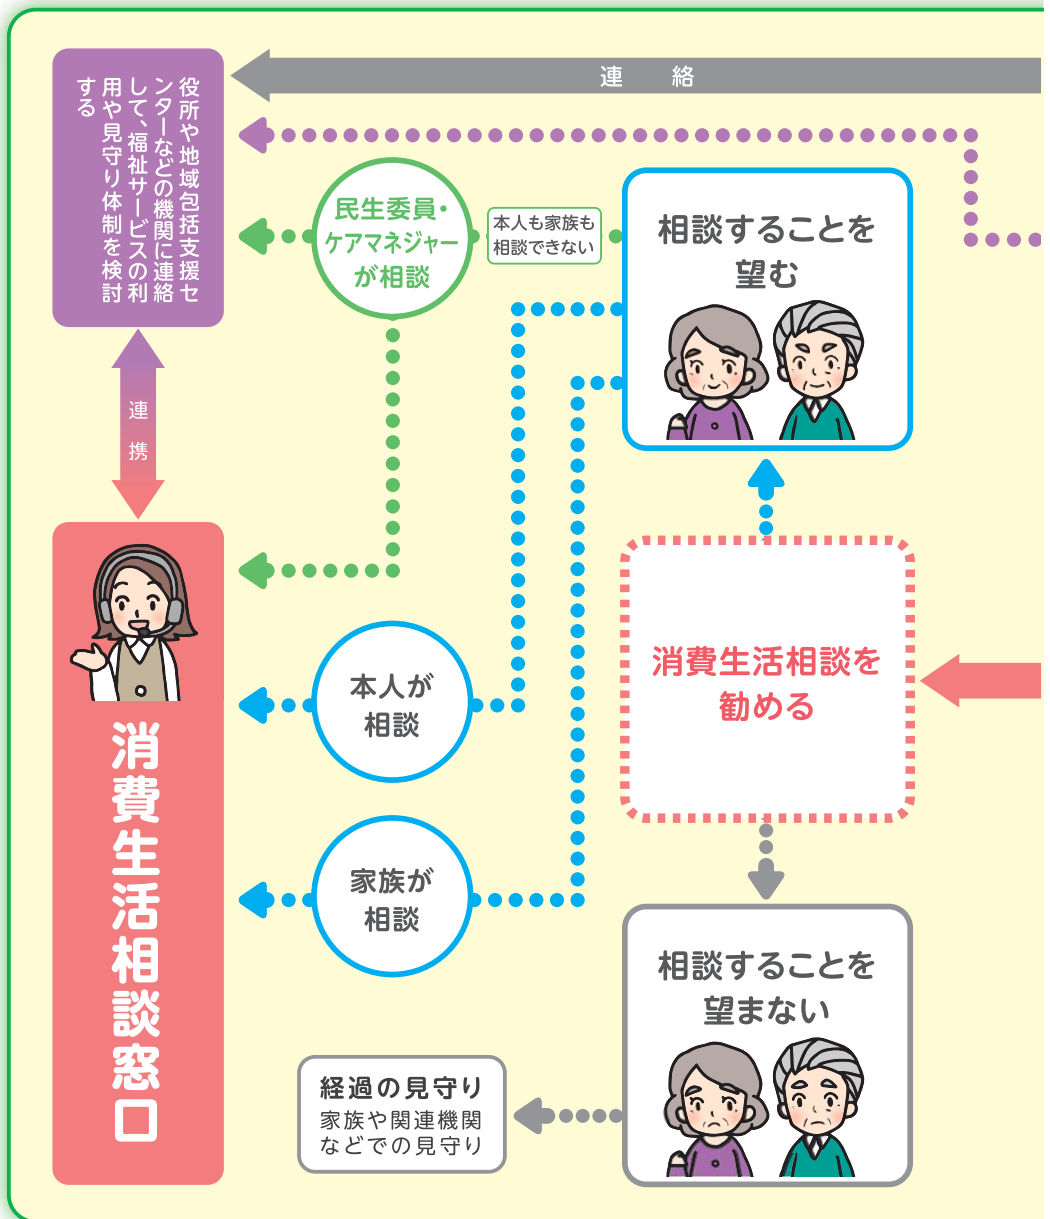 連絡
役所や地域包括支援セ
ンターなどの機関に連絡
して、福祉サービスの利
用や見守り体制を検討
する
民生委員・
ケアマネジャー
が相談
本人も家族も
相談できない
相談することを
望む
連携
消費生活相談を
勧める
本人が
相談
家族が
相談
消費生活相談窓口
相談することを
望まない
経過の見守り
家族や関連機関
などでの見守り